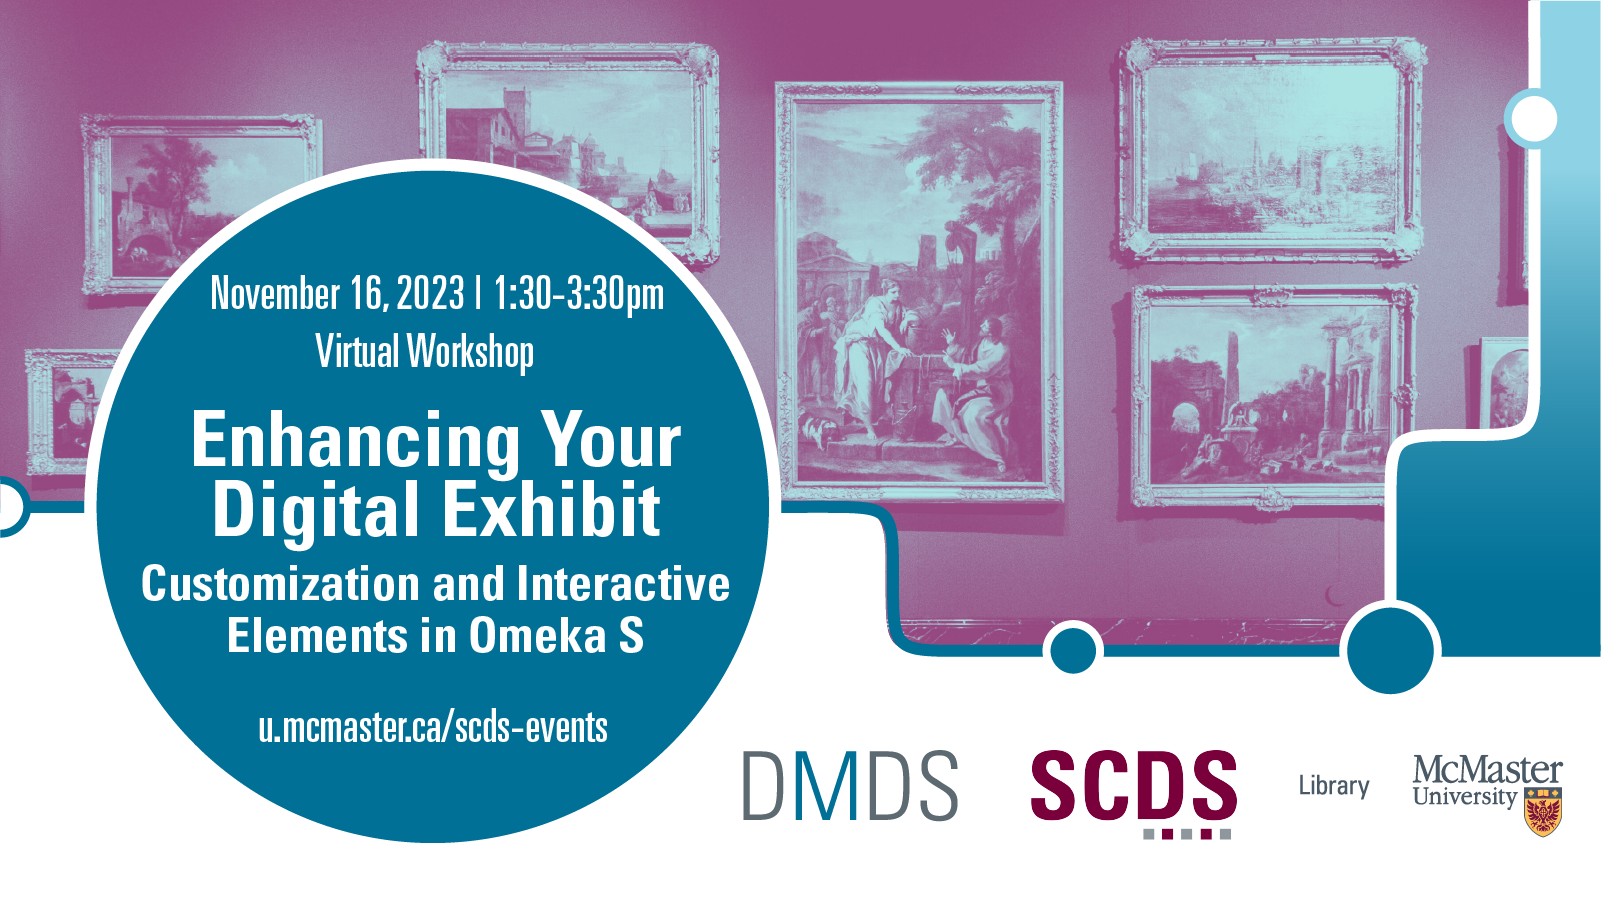 November 16, 2023 | 1:30-3:30pm
Virtual Workshop
Enhancing Your
Digital Exhibit
Customization and Interactive
Elements in Omeka S
u.mcmaster.ca/scds-events
DMDS
SCDS
Library
McMaster
University